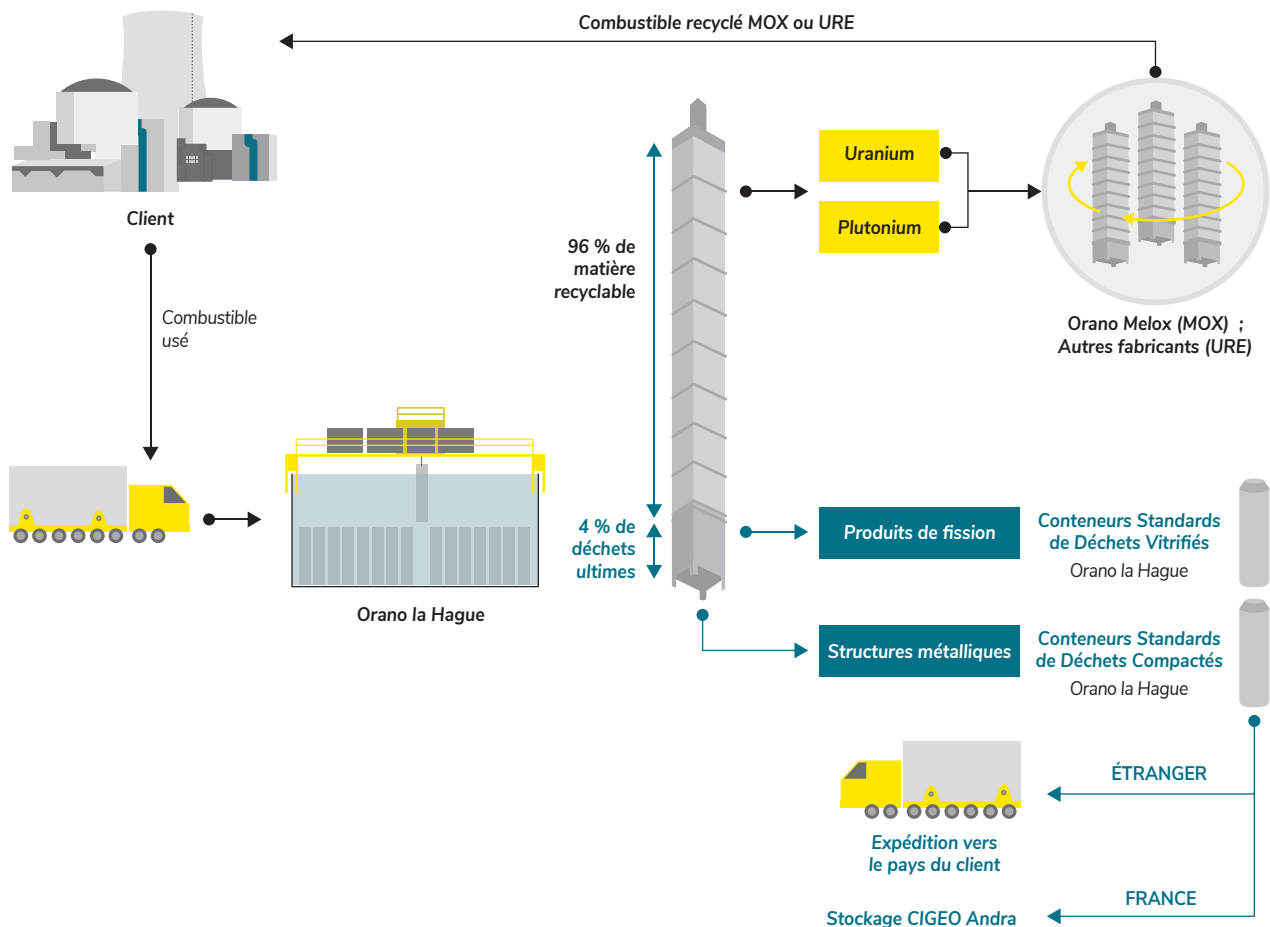 Combustible recyclé MOX ou URE
Client
Combustible
usé
Orano la Hague
96 % de
matière
recyclable
4 % de
déchets
ultimes
Uranium
Plutonium
Orano Melox (MOX) ;
Autres fabricants (URE)
Produits de fission
Conteneurs Standards
de Déchets Vitrifiés
Orano la Hague
Structures métalliques
Conteneurs Standards
de Déchets Compactés
Orano la Hague
ÉTRANGER
Expédition vers
le pays du client
FRANCE
Stockage CIGEO Andra